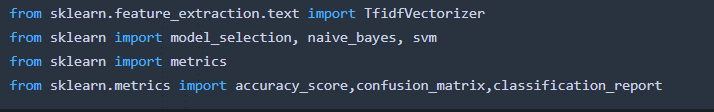 from sklearn.feature_extraction.text import TfidfVectorizer
from sklearn import model_selection, naive_bayes, svm
from sklearn import metrics
from sklearn.metrics import accuracy_score,confusion_matrix,classification_report